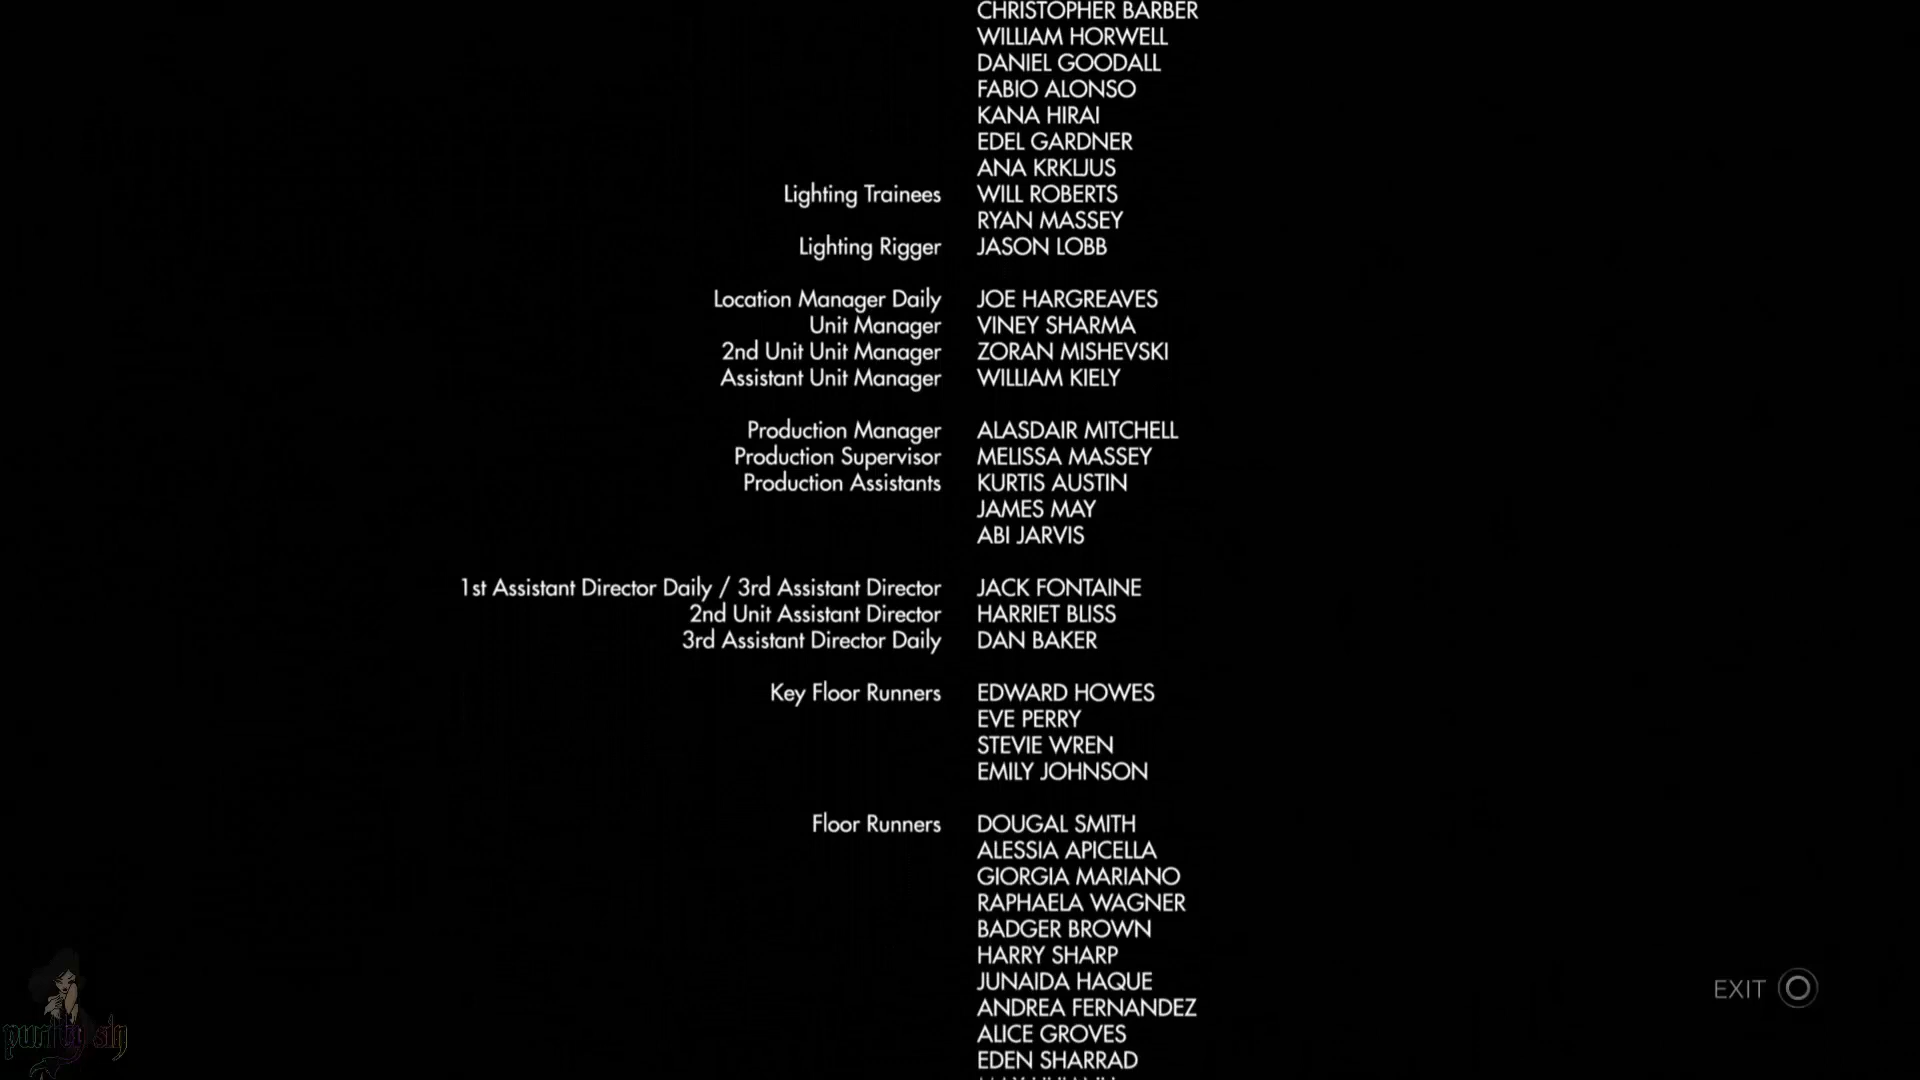 CHRISTOPHER BARBER
WILLIAM HORWELL
DANIEL GOODALL
FABIO ALONSO
KANA HIRAI
EDEL GARDNER
ANA KRKLJUS
Lighting Trainees WILL ROBERTS
RYAN MASSEY
Lighting Rigger JASON LOBB
Location Manager Daily JOE HARGREAVES
Unit Manager VINEY SHARMA
2nd Unit Unit Manager ZORAN MISHEVSKI
Assistant Unit Manager WILLIAM KIELY
Production Manager ALASDAIR MITCHELL
Production Supervisor MELISSA MASSEY
Production Assistants KURTIS AUSTIN
JAMES MAY
ABI JARVIS
1st Assistant Director Daily / 3rd Assistant Director JACK FONTAINE
2nd Unit Assistant Director HARRIET BLISS
3rd Assistant Director Daily DAN BAKER
Key Floor Runners EDWARD HOWES
EVE PERRY
STEVIE WREN
EMILY JOHNSON
Floor Runners DOUGAL SMITH
ALESSIA APICELLA
GIORGIA MARIANO
RAPHAELA WAGNER
BADGER BROWN
HARRY SHARP
JUNAIDA HAQUE
ANDREA FERNANDEZ
ALICE GROVES
EDEN SHARRAD
EXIT